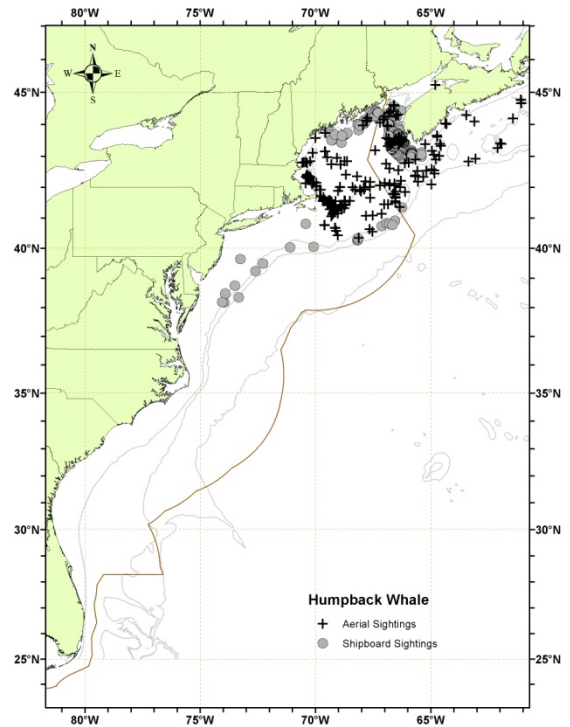 80°W 75°W 70°W 65°W
N
W E
S
45°N 45°N
40°N 40°N
35°N 35°N
30°N 30°N
Humpback Whale
Aerial Sightings
Shipboard Sightings
25°N 25°N
80°W 75°W 70°W 65°W